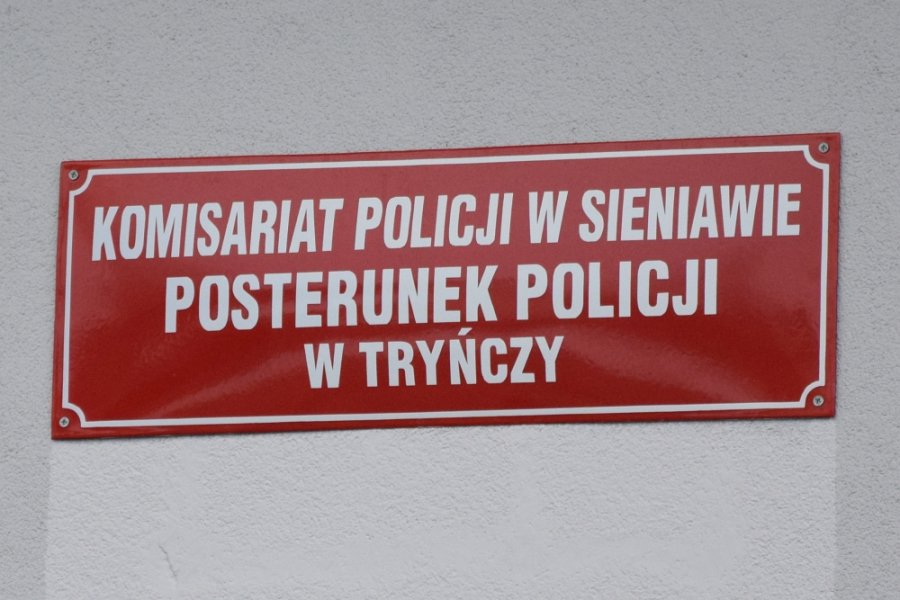 KOMISARIAT POLICJI W SIENIAWIE
POSTERUNEK POLICJI
W TRYŃCZY